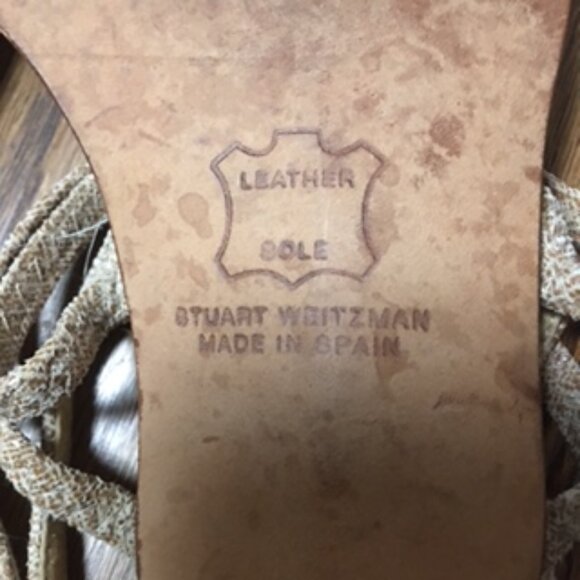 LEATHER
SOLE
STUART WEITZMAN
MADE IN SPAIN